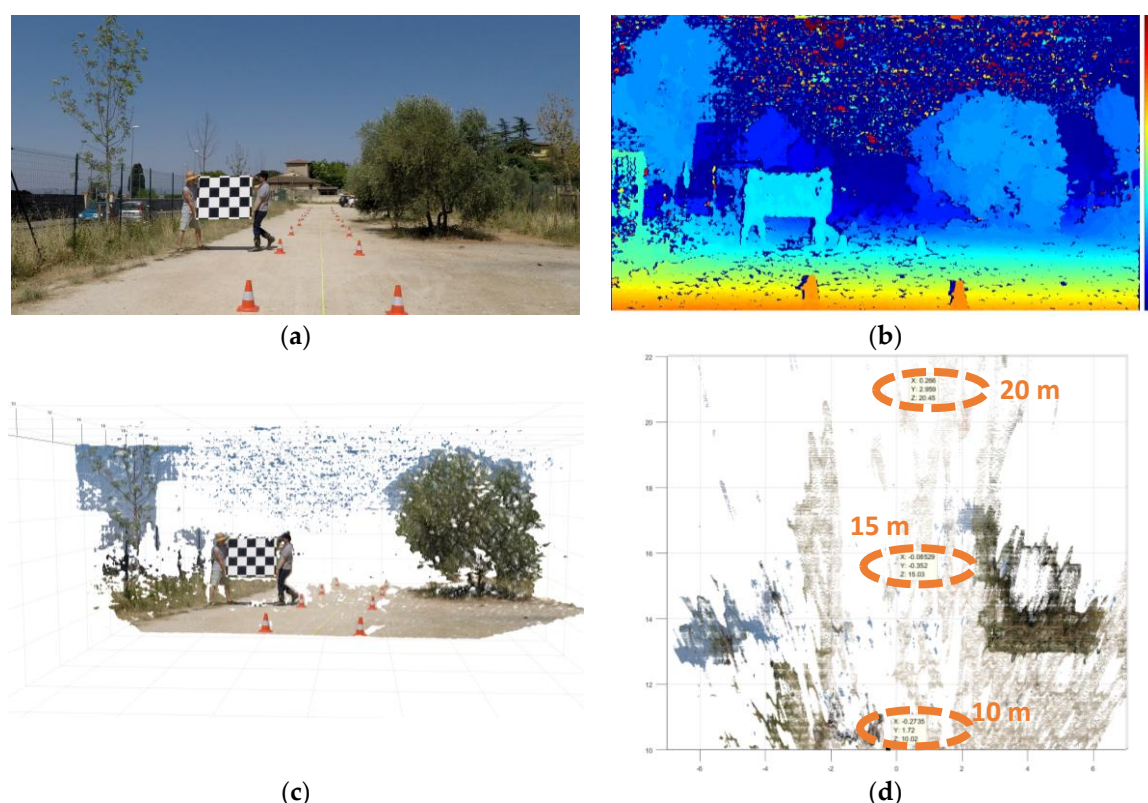 (a)
(b)
(c)
22
20
18
16
14
12
10
-6
-4
-2
0
2
4
6
X: 0.266
Y: 2.959
Z: 20.45
20 m
15 m
X: -0.08529
Y: -0.352
Z: 15.03
10 m
X: -0.2735
Y: 1.72
Z: 10.02
(d)